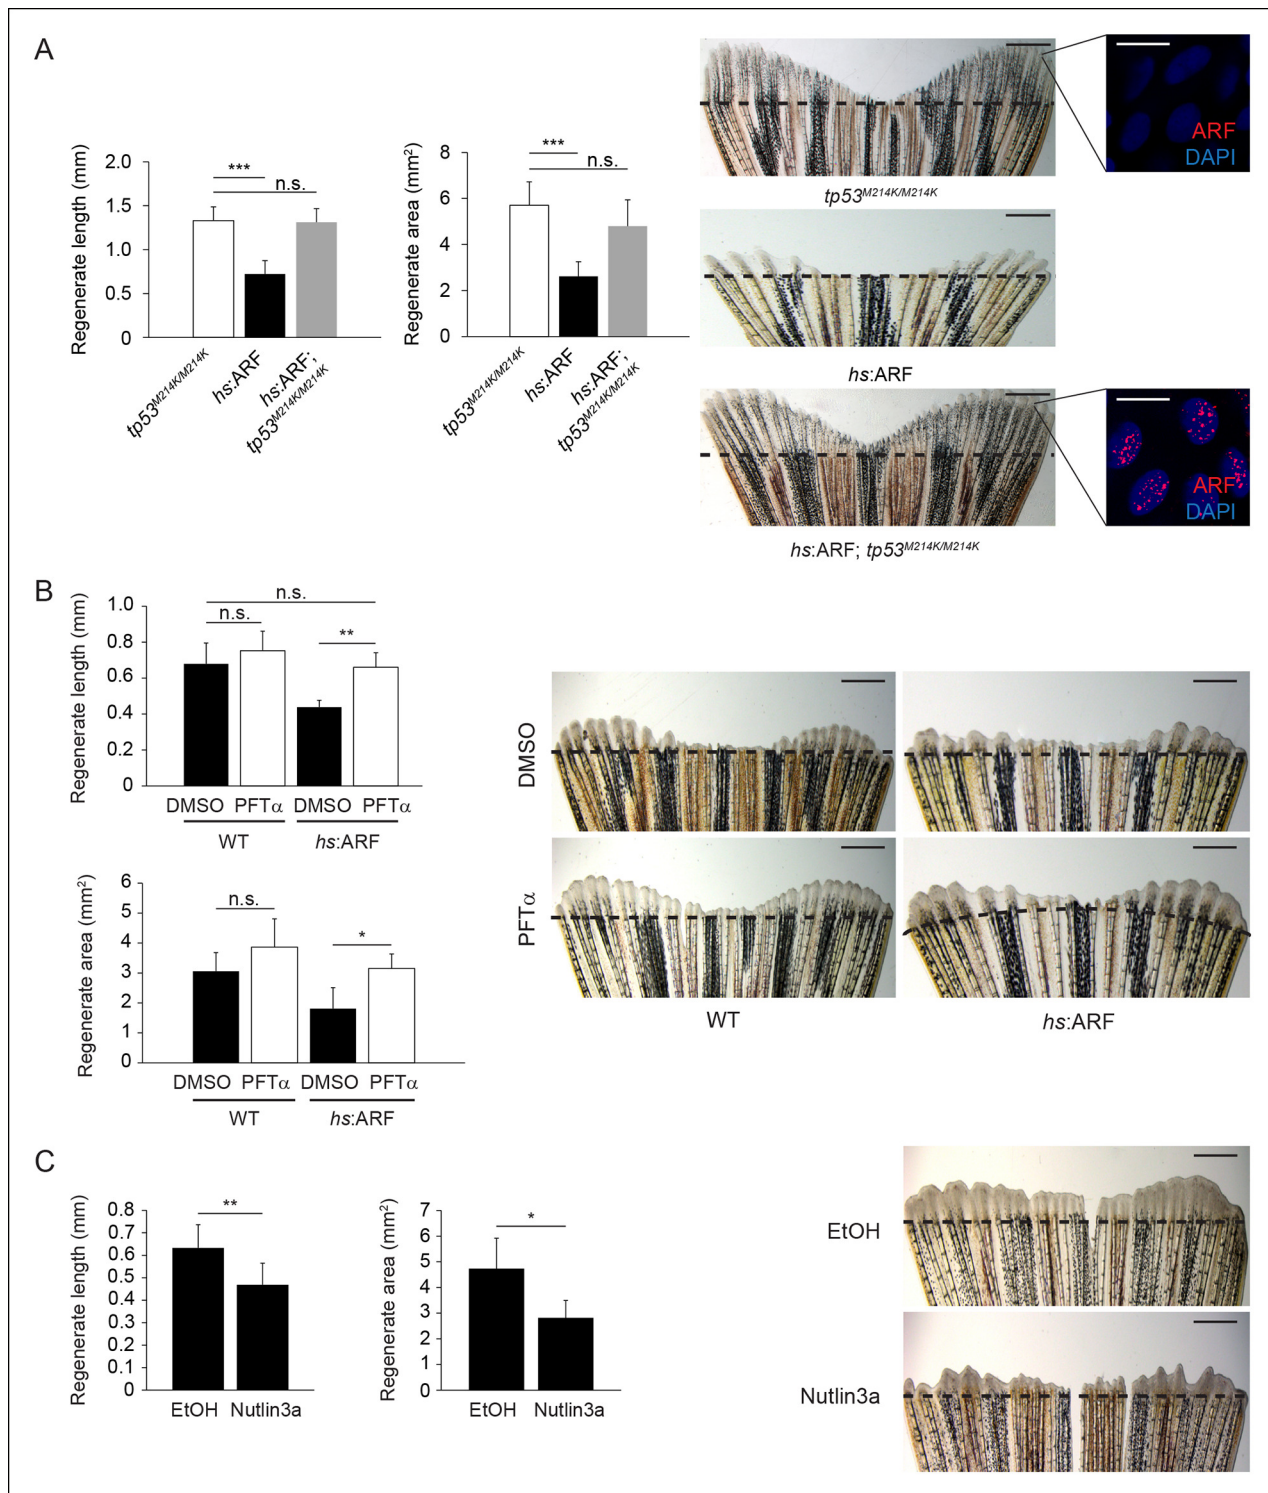 A
Regenerate length (mm)
2.0
1.5
1.0
0.5
0
***
n.s.
tp53M214K/M214K
hs:ARF
hs:ARF;
tp53M214K/M214K
Regenerate area (mm²)
8
6
4
2
0
***
n.s.
tp53M214K/M214K
hs:ARF
hs:ARF;
tp53M214K/M214K
tp53M214K/M214K
ARF
DAPI
hs:ARF
hs:ARF; tp53M214K/M214K
ARF
DAPI
B
Regenerate length (mm)
1.0
0.8
0.6
0.4
0.2
0
n.s.
n.s.
**
DMSO PFTα DMSO PFTα
WT hs:ARF
Regenerate area (mm²)
6
5
4
3
2
1
0
n.s.
*
DMSO PFTα DMSO PFTα
WT hs:ARF
DMSO
PFTα
WT hs:ARF
C
Regenerate length (mm)
0.8
0.7
0.6
0.5
0.4
0.3
0.2
0.1
0
**
EtOH Nutlin3a
Regenerate area (mm²)
7
6
5
4
3
2
1
0
*
EtOH Nutlin3a
EtOH
Nutlin3a